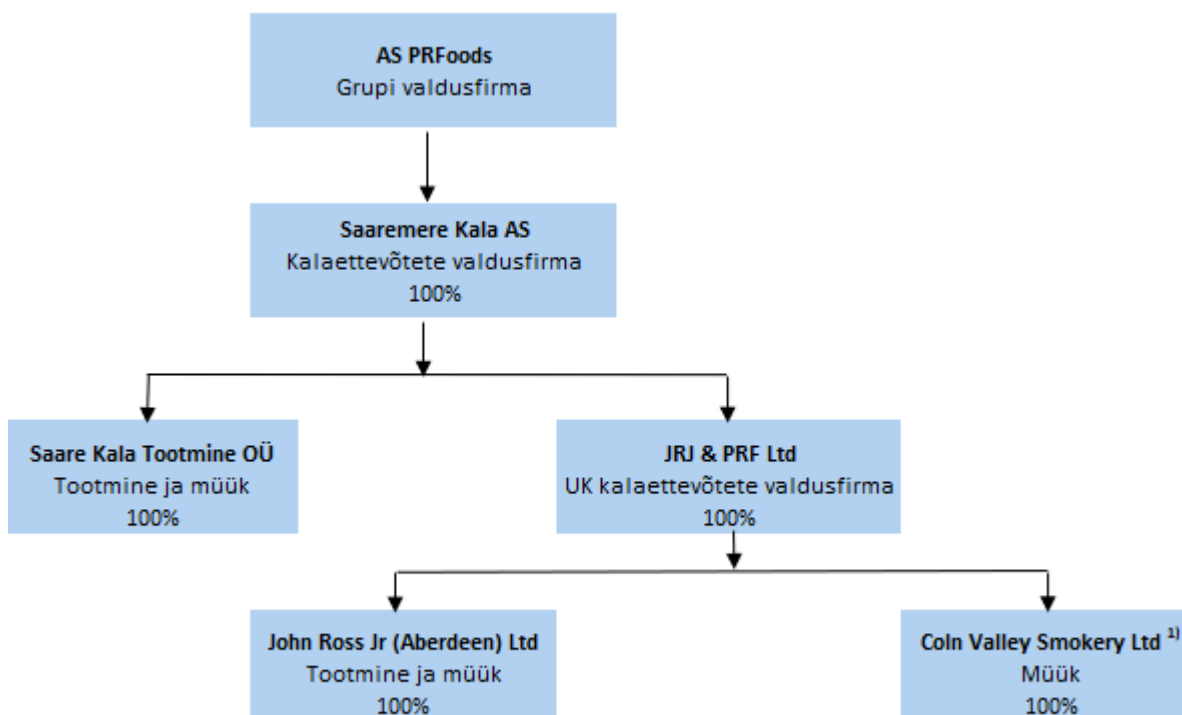 AS PRFoods
Grupi valdusfirma
Saaremere Kala AS
Kalaettevõtete valdusfirma
100%
Saare Kala Tootmine OÜ
Tootmine ja müük
100%
JRJ & PRF Ltd
UK kalaettevõtete valdusfirma
100%
John Ross Jr (Aberdeen) Ltd
Tootmine ja müük
100%
Coln Valley Smokery Ltd 1)
Müük
100%